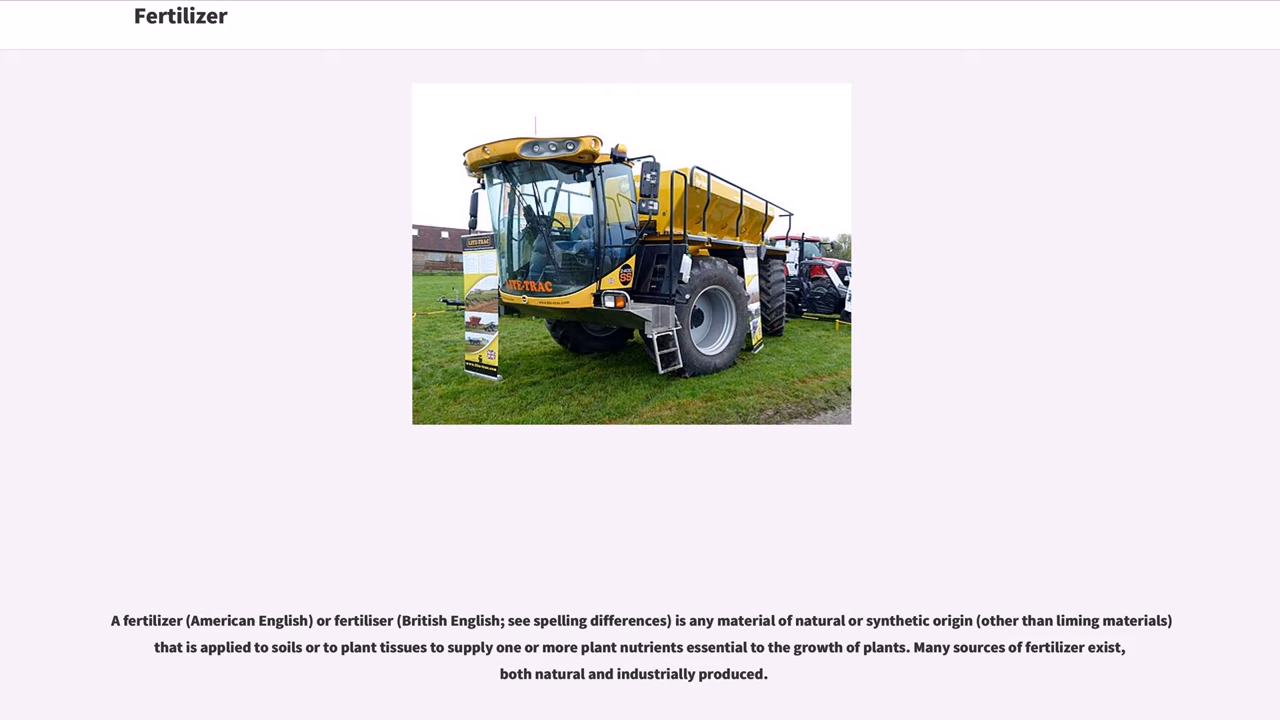 Fertilizer
LITE-TRAC
LITE-TRAC
SS
A fertilizer (American English) or fertiliser (British English; see spelling differences) is any material of natural or synthetic origin (other than liming materials)
that is applied to soils or to plant tissues to supply one or more plant nutrients essential to the growth of plants. Many sources of fertilizer exist,
both natural and industrially produced.